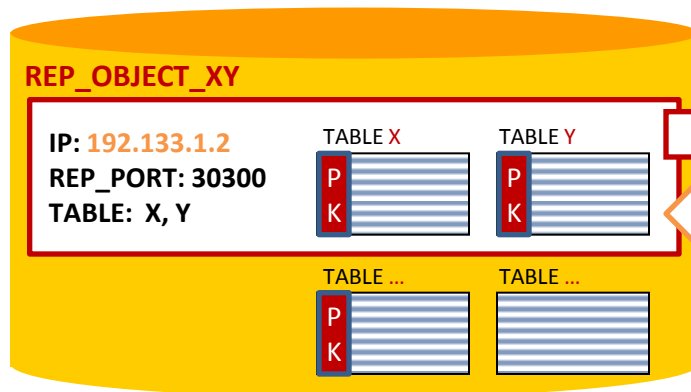 REP_OBJECT_XY
IP: 192.133.1.2
REP_PORT: 30300
TABLE: X, Y
TABLE X
P
K
TABLE Y
P
K
TABLE ...
P
K
TABLE ...